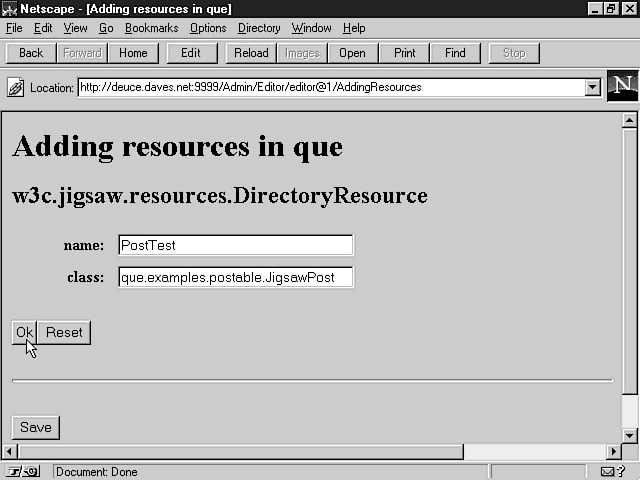 Netscape - [Adding resources in que]
File Edit View Go Bookmarks Options Directory Window Help
Back Forward Home Edit Reload Images Open Print Find Stop
Location: http://deuce.daves.net:9999/Admin/Editor/editor@1/AddingResources
N
Adding resources in que
w3c.jigsaw.resources.DirectoryResource
name: PostTest
class: que.examples.postable.JigsawPost
Ok Reset
Save
Document: Done ?